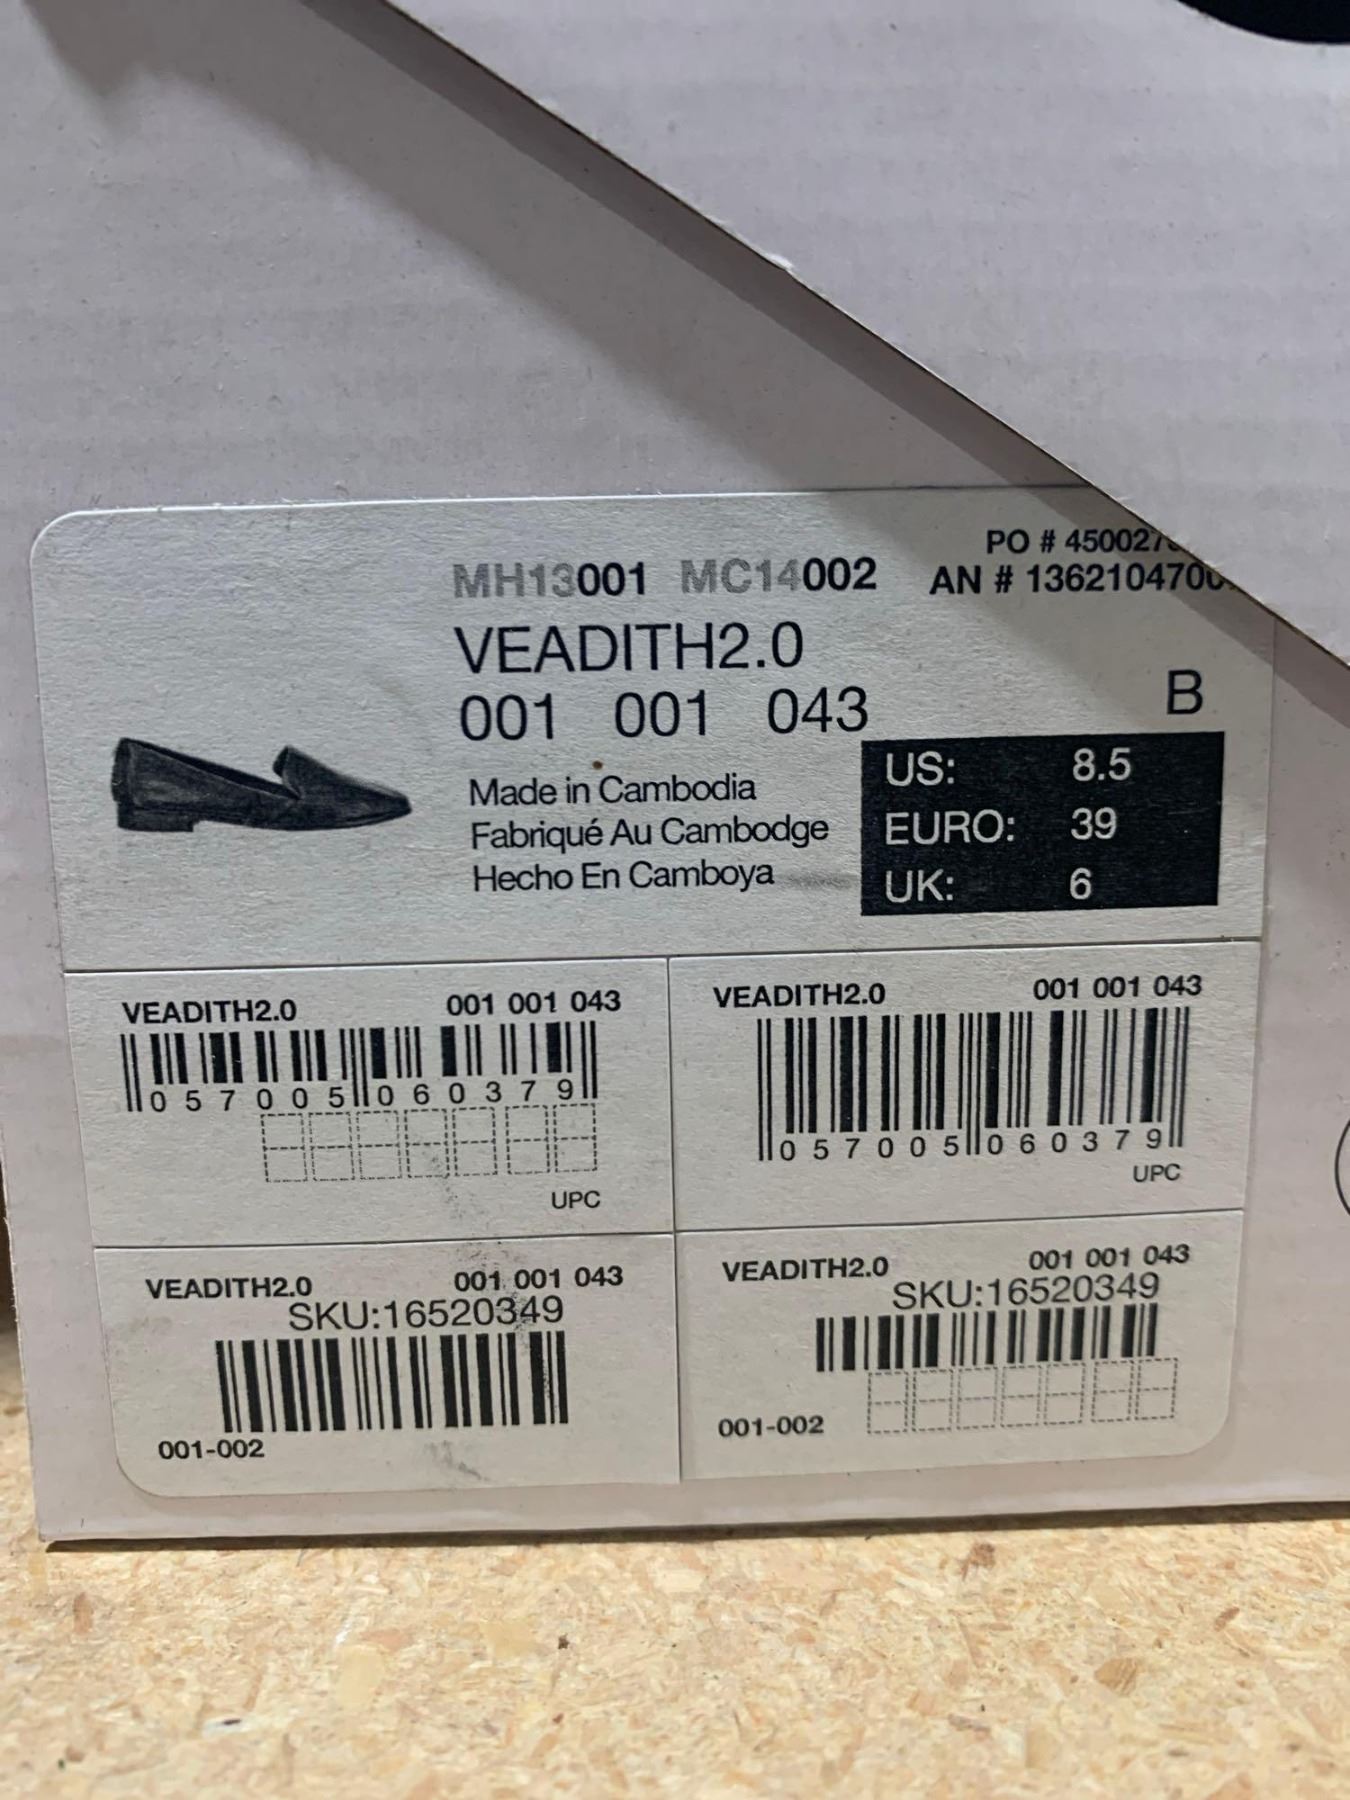 PO # 450027
MH13001 MC14002 AN # 1362104700
VEADITH2.0
001 001 043 B
Made in Cambodia
Fabriqué Au Cambodge
Hecho En Camboya
US: 8.5
EURO: 39
UK: 6
VEADITH2.0 001 001 043
0 57005 06037 9
UPC
VEADITH2.0 001 001 043
0 57005 06037 9
UPC
VEADITH2.0 001 001 043
SKU:16520349
001-002
VEADITH2.0 001 001 043
SKU:16520349
001-002